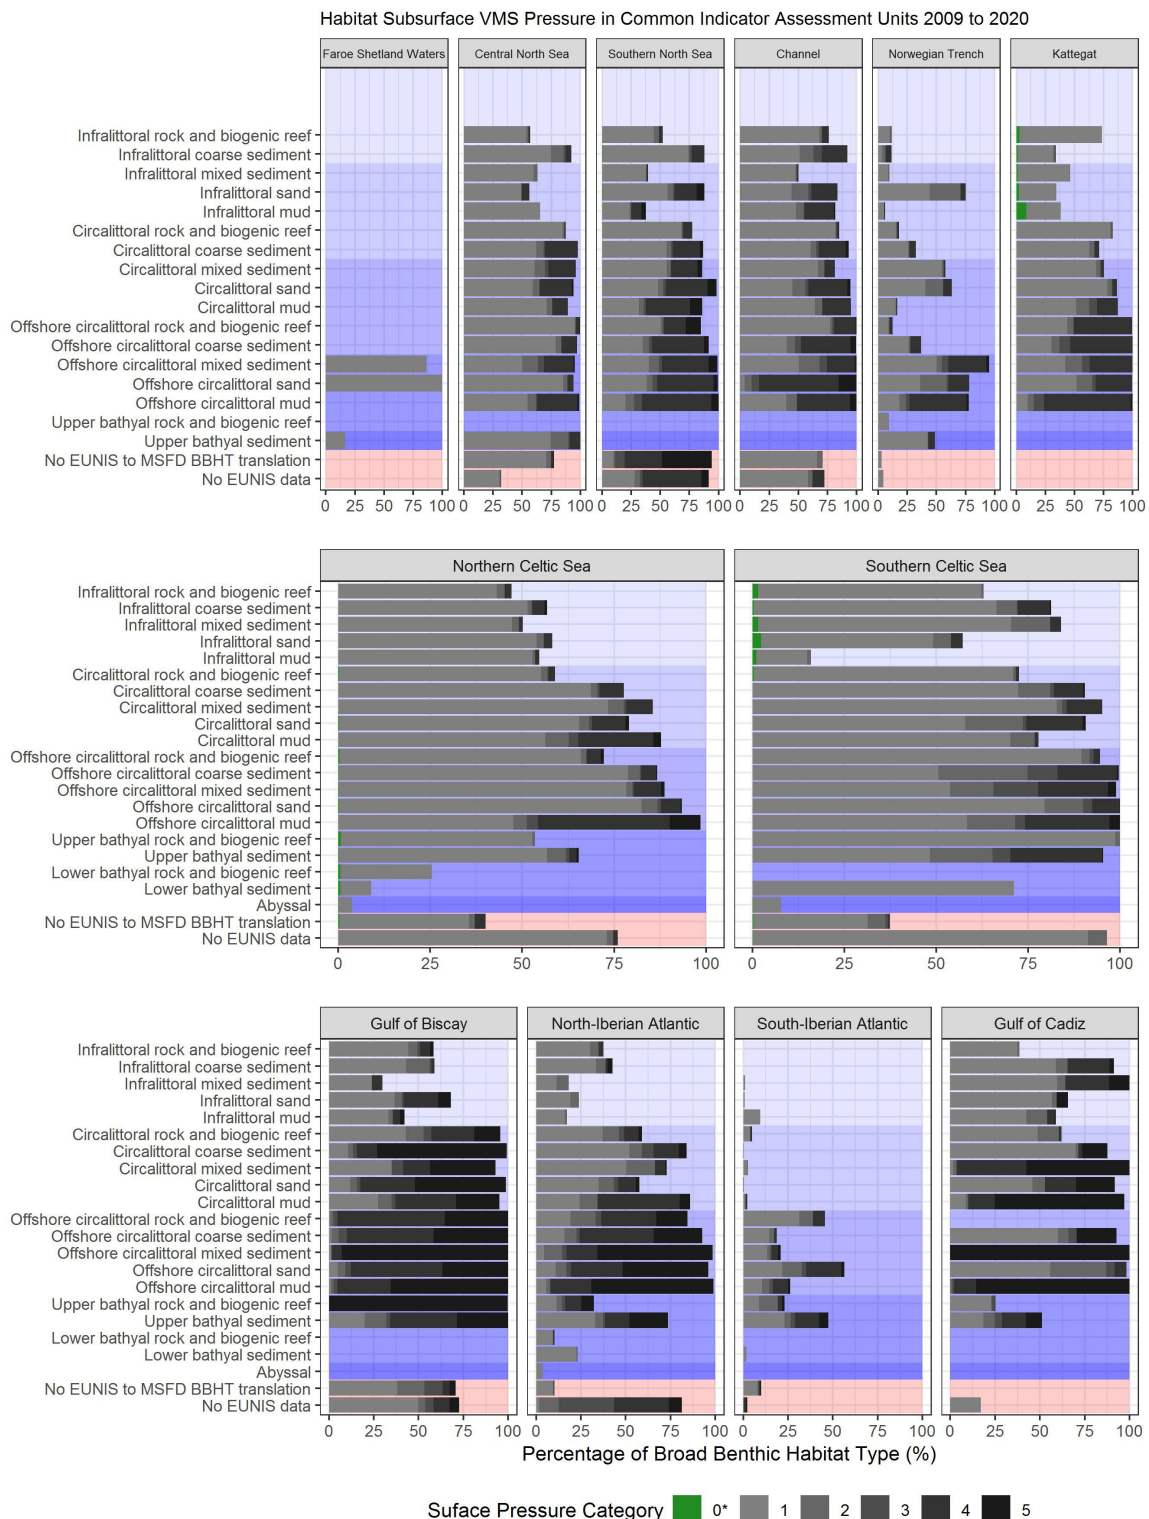 Habitat Subsurface VMS Pressure in Common Indicator Assessment Units 2009 to 2020
Faroe Shetland Waters Central North Sea Southern North Sea Channel Norwegian Trench Kattegat
Infralittoral rock and biogenic reef
Infralittoral coarse sediment
Infralittoral mixed sediment
Infralittoral sand
Infralittoral mud
Circalittoral rock and biogenic reef
Circalittoral coarse sediment
Circalittoral mixed sediment
Circalittoral sand
Circalittoral mud
Offshore circalittoral rock and biogenic reef
Offshore circalittoral coarse sediment
Offshore circalittoral mixed sediment
Offshore circalittoral sand
Offshore circalittoral mud
Upper bathyal rock and biogenic reef
Upper bathyal sediment
No EUNIS to MSFD BBHT translation
No EUNIS data
0 25 50 75 100 0 25 50 75 100 0 25 50 75 100 0 25 50 75 100 0 25 50 75 100 0 25 50 75 100
Northern Celtic Sea Southern Celtic Sea
Infralittoral rock and biogenic reef
Infralittoral coarse sediment
Infralittoral mixed sediment
Infralittoral sand
Infralittoral mud
Circalittoral rock and biogenic reef
Circalittoral coarse sediment
Circalittoral mixed sediment
Circalittoral sand
Circalittoral mud
Offshore circalittoral rock and biogenic reef
Offshore circalittoral coarse sediment
Offshore circalittoral mixed sediment
Offshore circalittoral sand
Offshore circalittoral mud
Upper bathyal rock and biogenic reef
Upper bathyal sediment
Lower bathyal rock and biogenic reef
Lower bathyal sediment
Abyssal
No EUNIS to MSFD BBHT translation
No EUNIS data
0 25 50 75 100 0 25 50 75 100
Gulf of Biscay North-Iberian Atlantic South-Iberian Atlantic Gulf of Cadiz
Infralittoral rock and biogenic reef
Infralittoral coarse sediment
Infralittoral mixed sediment
Infralittoral sand
Infralittoral mud
Circalittoral rock and biogenic reef
Circalittoral coarse sediment
Circalittoral mixed sediment
Circalittoral sand
Circalittoral mud
Offshore circalittoral rock and biogenic reef
Offshore circalittoral coarse sediment
Offshore circalittoral mixed sediment
Offshore circalittoral sand
Offshore circalittoral mud
Upper bathyal rock and biogenic reef
Upper bathyal sediment
Lower bathyal rock and biogenic reef
Lower bathyal sediment
Abyssal
No EUNIS to MSFD BBHT translation
No EUNIS data
0 25 50 75 100 0 25 50 75 100 0 25 50 75 100 0 25 50 75 100
Percentage of Broad Benthic Habitat Type (%)
Suface Pressure Category 0* 1 2 3 4 5